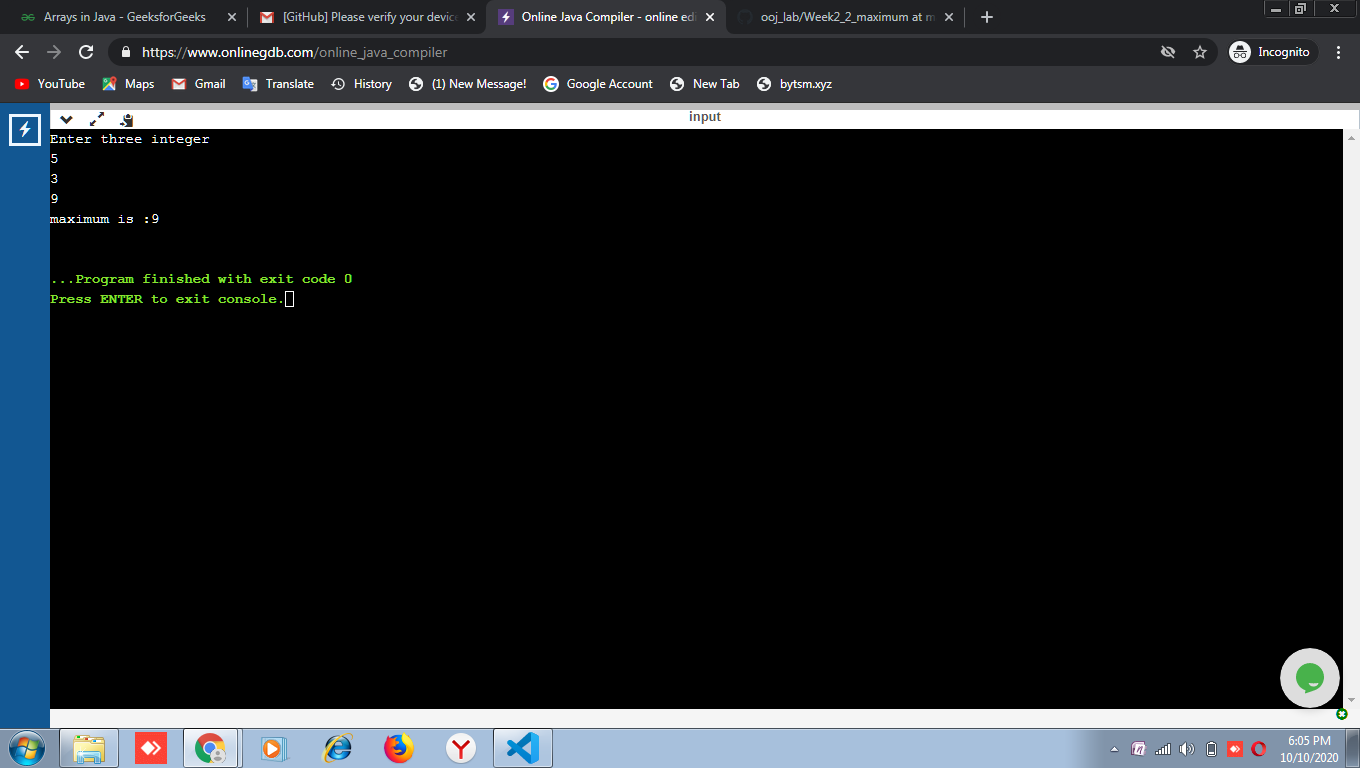 Arrays in Java - GeeksforGeeks
[GitHub] Please verify your device
Online Java Compiler - online edi
ooj_lab/Week2_2_maximum at m
https://www.onlinegdb.com/online_java_compiler
Incognito
YouTube Maps Gmail Translate History (1) New Message! Google Account New Tab bytsm.xyz
input
Enter three integer
5
3
9
maximum is :9
...Program finished with exit code 0
Press ENTER to exit console.
6:05 PM
10/10/2020